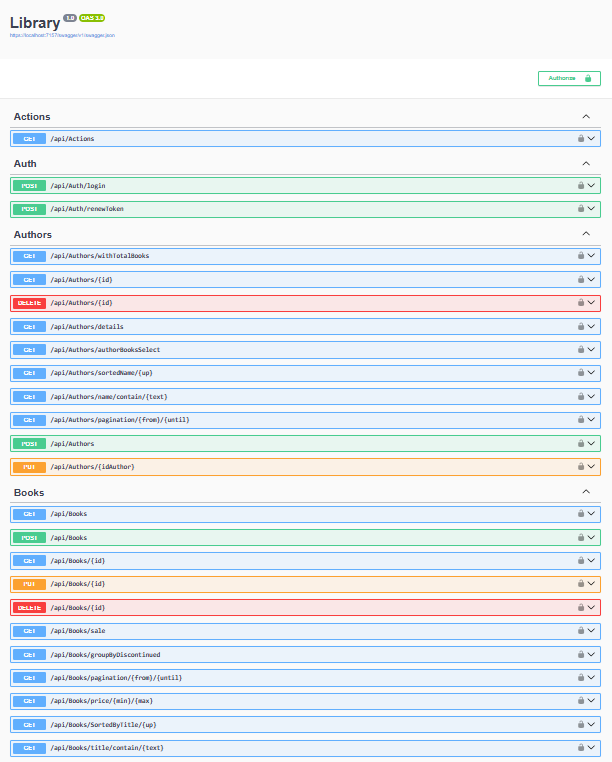 Library 1.0 OAS 3.0
https://localhost:7157/swagger/v1/swagger.json
Authorize
Actions
GET /api/Actions
Auth
POST /api/Auth/login
POST /api/Auth/renewToken
Authors
GET /api/Authors/withTotalBooks
GET /api/Authors/{id}
DELETE /api/Authors/{id}
GET /api/Authors/details
GET /api/Authors/authorBooksSelect
GET /api/Authors/sortedName/{up}
GET /api/Authors/name/contain/{text}
GET /api/Authors/pagination/{from}/{until}
POST /api/Authors
PUT /api/Authors/{idAuthor}
Books
GET /api/Books
POST /api/Books
GET /api/Books/{id}
PUT /api/Books/{id}
DELETE /api/Books/{id}
GET /api/Books/sale
GET /api/Books/groupByDiscontinued
GET /api/Books/pagination/{from}/{until}
GET /api/Books/price/{min}/{max}
GET /api/Books/SortedByTitle/{up}
GET /api/Books/title/contain/{text}